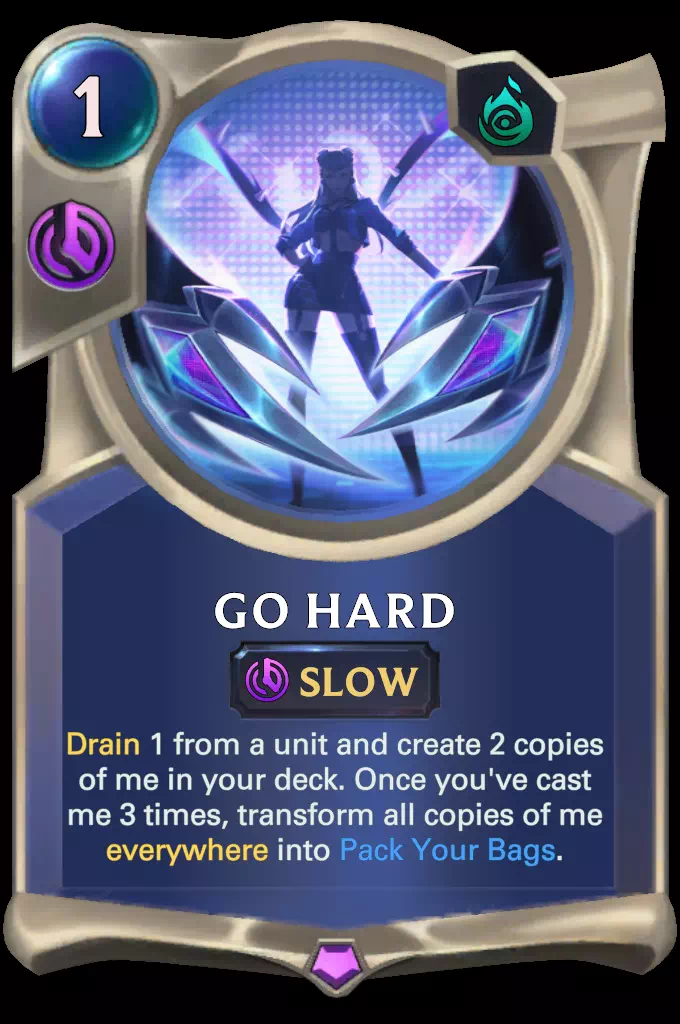 1
GO HARD
SLOW
Drain 1 from a unit and create 2 copies
of me in your deck. Once you've cast
me 3 times, transform all copies of me
everywhere into Pack Your Bags.